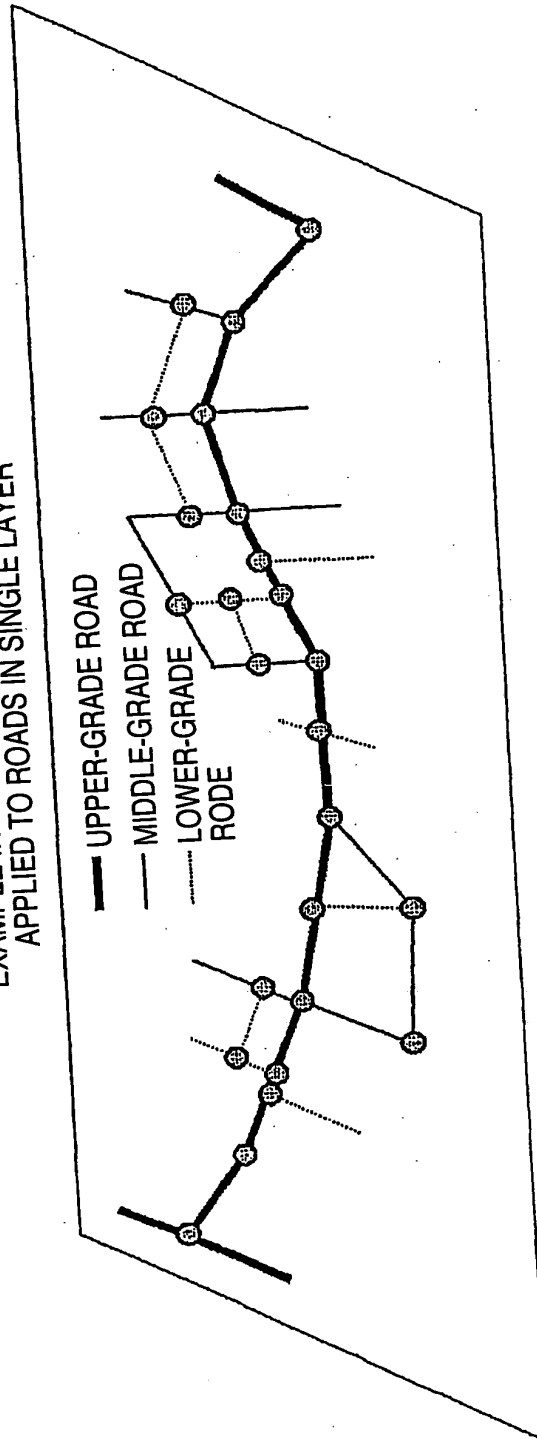 APPLIED TO ROADS IN SINGLE LAYER
UPPER-GRADE ROAD
MIDDLE-GRADE ROAD
LOWER-GRADE
RODE